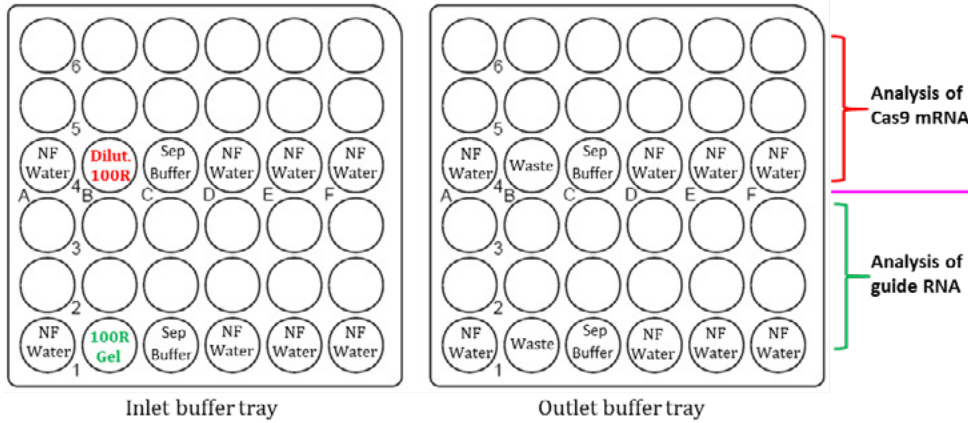 6
6
5
5
Analysis of
Cas9 mRNA
NF
Water
Dilut.
100R
Sep
Buffer
NF
Water
NF
Water
NF
Water
NF
Water
Waste
Sep
Buffer
NF
Water
NF
Water
NF
Water
4
4
A B C D E F
A B C D E F
3
3
Analysis of
guide RNA
2
2
NF
Water
100R
Gel
Sep
Buffer
NF
Water
NF
Water
NF
Water
NF
Water
Waste
Sep
Buffer
NF
Water
NF
Water
NF
Water
1
1
Inlet buffer tray
Outlet buffer tray